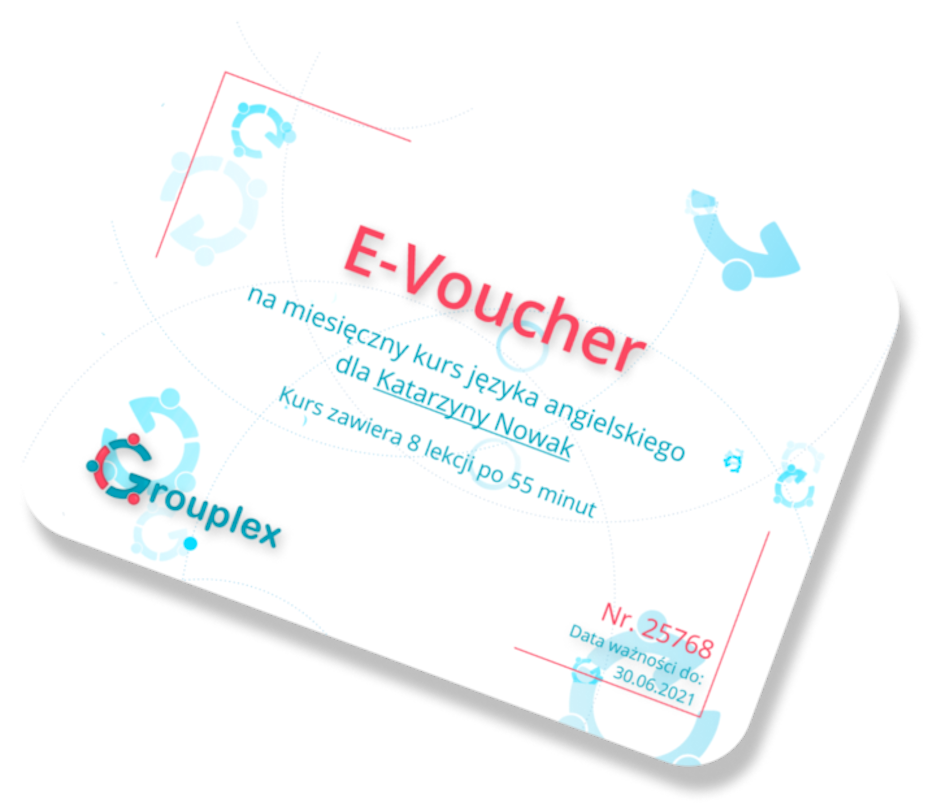 E-Voucher
na miesięczny kurs języka angielskiego
dla Katarzyny Nowak
Kurs zawiera 8 lekcji po 55 minut
Grouplex
Nr. 25768
Data ważności do:
30.06.2021